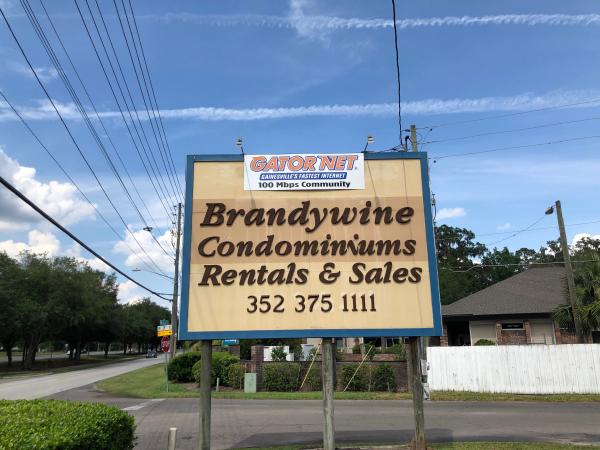 GATOR NET
GAINESVILLE'S FASTEST INTERNET
100 Mbps Community
Brandywine
Condominiums
Rentals & Sales
352 375 1111